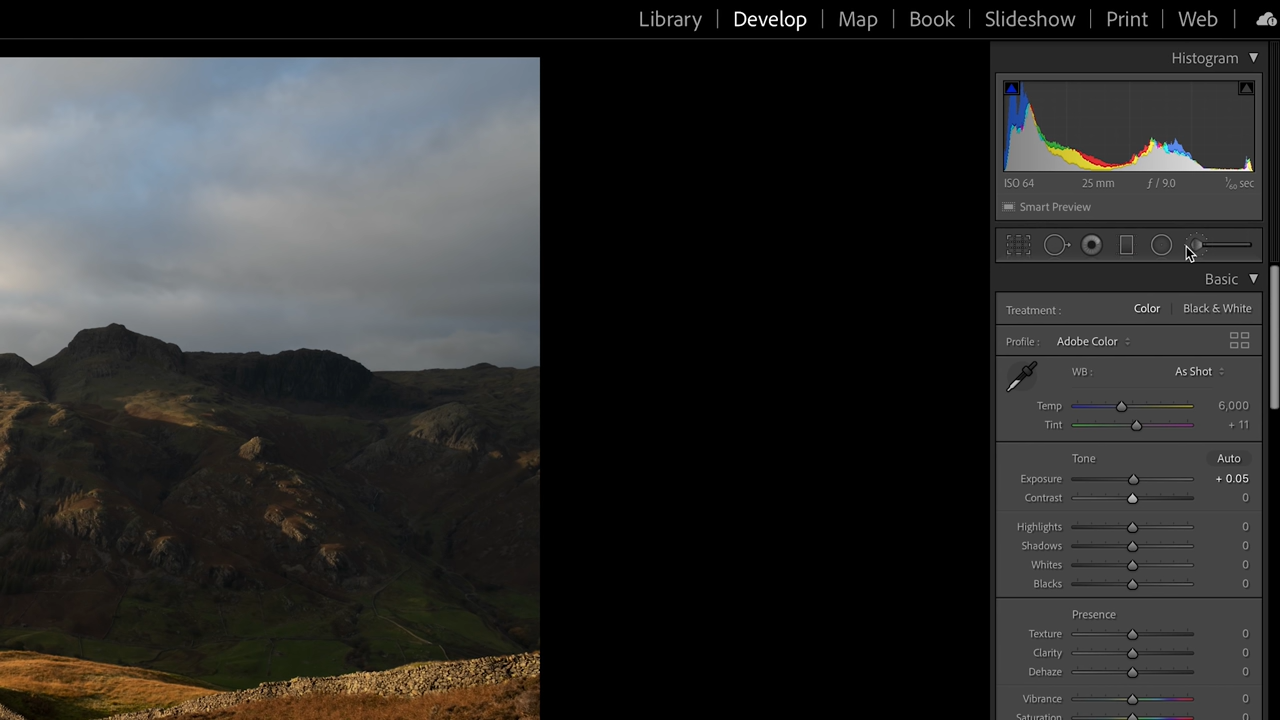 Library | Develop | Map | Book | Slideshow | Print | Web |
Histogram
ISO 64 25 mm ƒ / 9.0 1/60 sec
Smart Preview
Basic
Treatment : Color | Black & White
Profile : Adobe Color
WB : As Shot
Temp 6,000
Tint + 11
Tone Auto
Exposure + 0.05
Contrast 0
Highlights 0
Shadows 0
Whites 0
Blacks 0
Presence
Texture 0
Clarity 0
Dehaze 0
Vibrance 0
Saturation 0